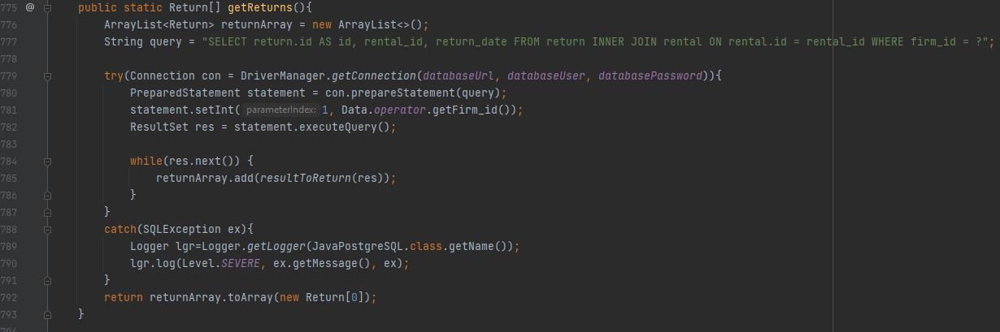 775 @ public static Return[] getReturns(){
776 ArrayList<Return> returnArray = new ArrayList<>();
777 String query = "SELECT return.id AS id, rental_id, return_date FROM return INNER JOIN rental ON rental.id = rental_id WHERE firm_id = ?";
778
779 try(Connection con = DriverManager.getConnection(databaseUrl, databaseUser, databasePassword)){
780 PreparedStatement statement = con.prepareStatement(query);
781 statement.setInt( parameterIndex: 1, Data.operator.getFirm_id());
782 ResultSet res = statement.executeQuery();
783
784 while(res.next()) {
785 returnArray.add(resultToReturn(res));
786 }
787 }
788 catch(SQLException ex){
789 Logger lgr=Logger.getLogger(JavaPostgreSQL.class.getName());
790 lgr.log(Level.SEVERE, ex.getMessage(), ex);
791 }
792 return returnArray.toArray(new Return[0]);
793 }